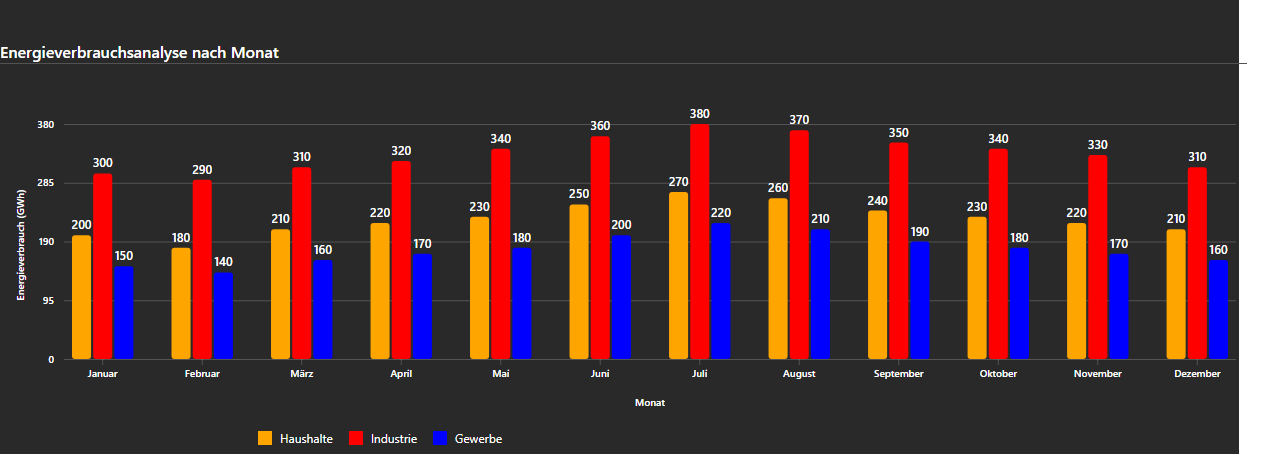 Energieverbrauchsanalyse nach Monat
Energieverbrauch (GWh)
380
285
190
95
0
200 300 150
180 290 140
210 310 160
220 320 170
230 340 180
250 360 200
270 380 220
260 370 210
240 350 190
230 340 180
220 330 170
210 310 160
Januar Februar März April Mai Juni Juli August September Oktober November Dezember
Monat
Haushalte Industrie Gewerbe